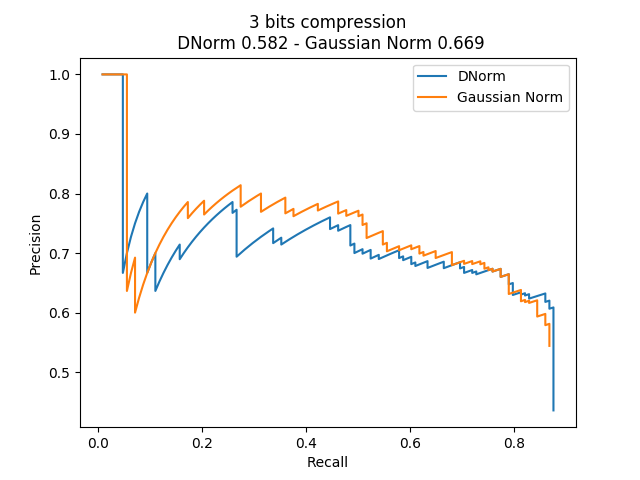 3 bits compression
DNorm 0.582 - Gaussian Norm 0.669
DNorm
Gaussian Norm
1.0
0.9
0.8
0.7
0.6
0.5
Precision
0.0 0.2 0.4 0.6 0.8
Recall